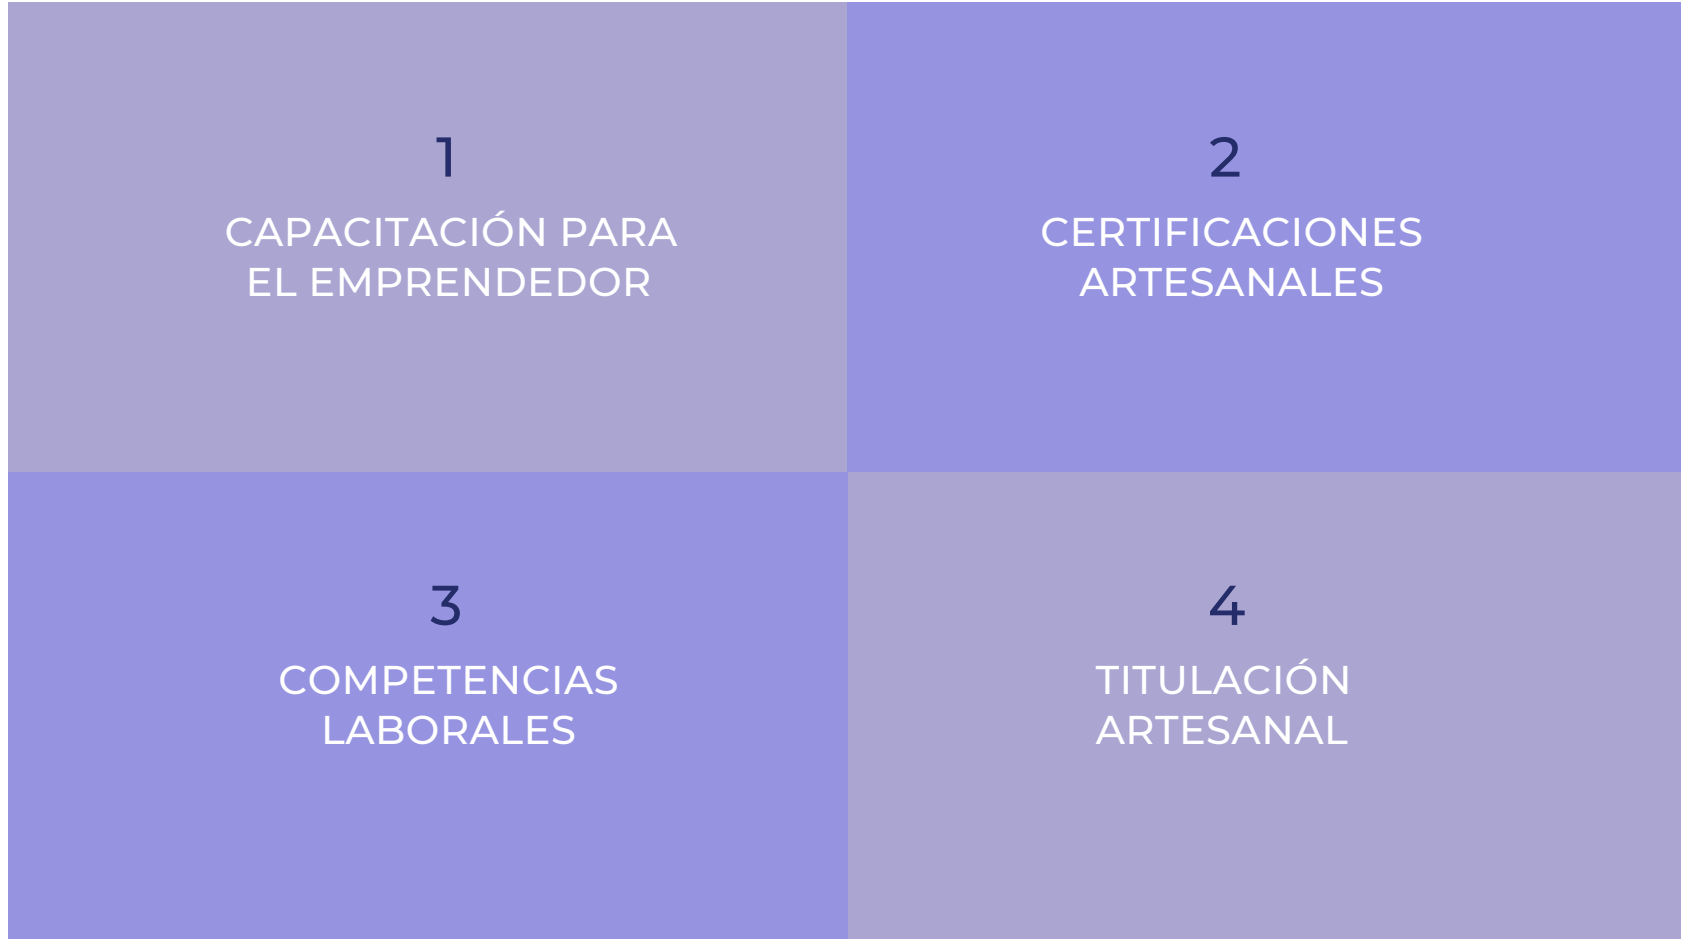 1
CAPACITACIÓN PARA
EL EMPRENDEDOR
2
CERTIFICACIONES
ARTESANALES
3
COMPETENCIAS
LABORALES
4
TITULACIÓN
ARTESANAL